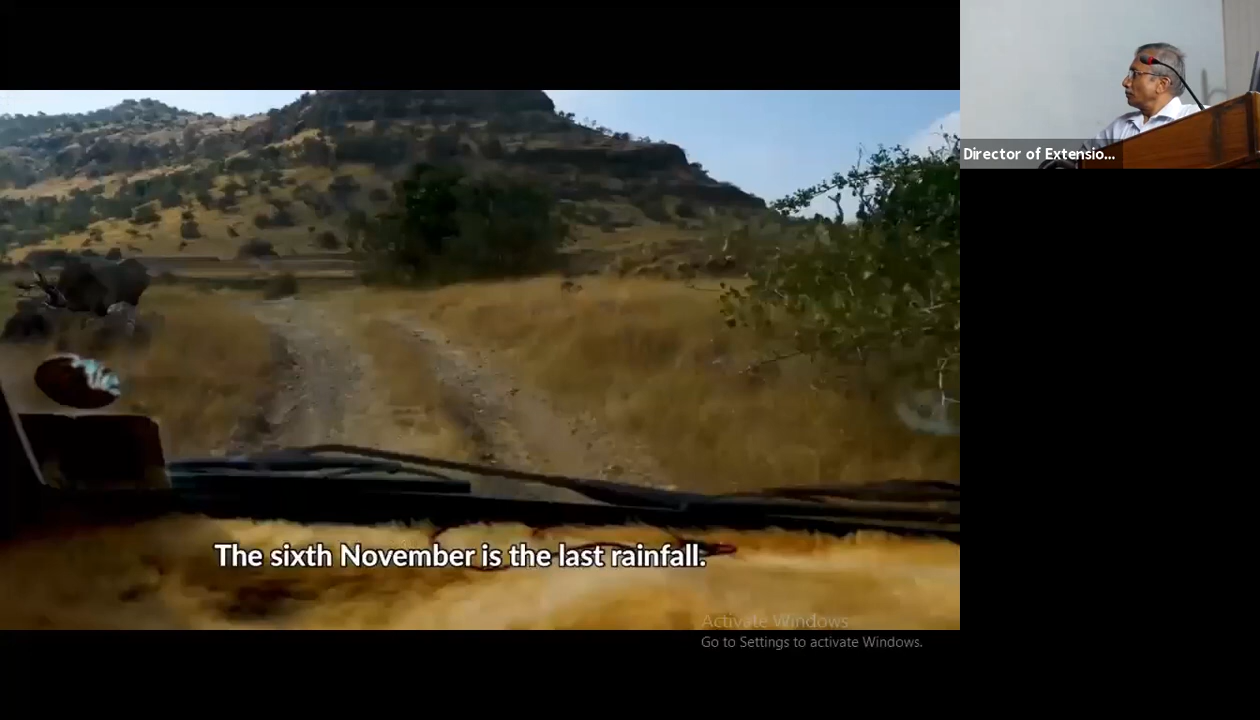 Director of Extensio...
The sixth November is the last rainfall.
Activate Windows
Go to Settings to activate Windows.